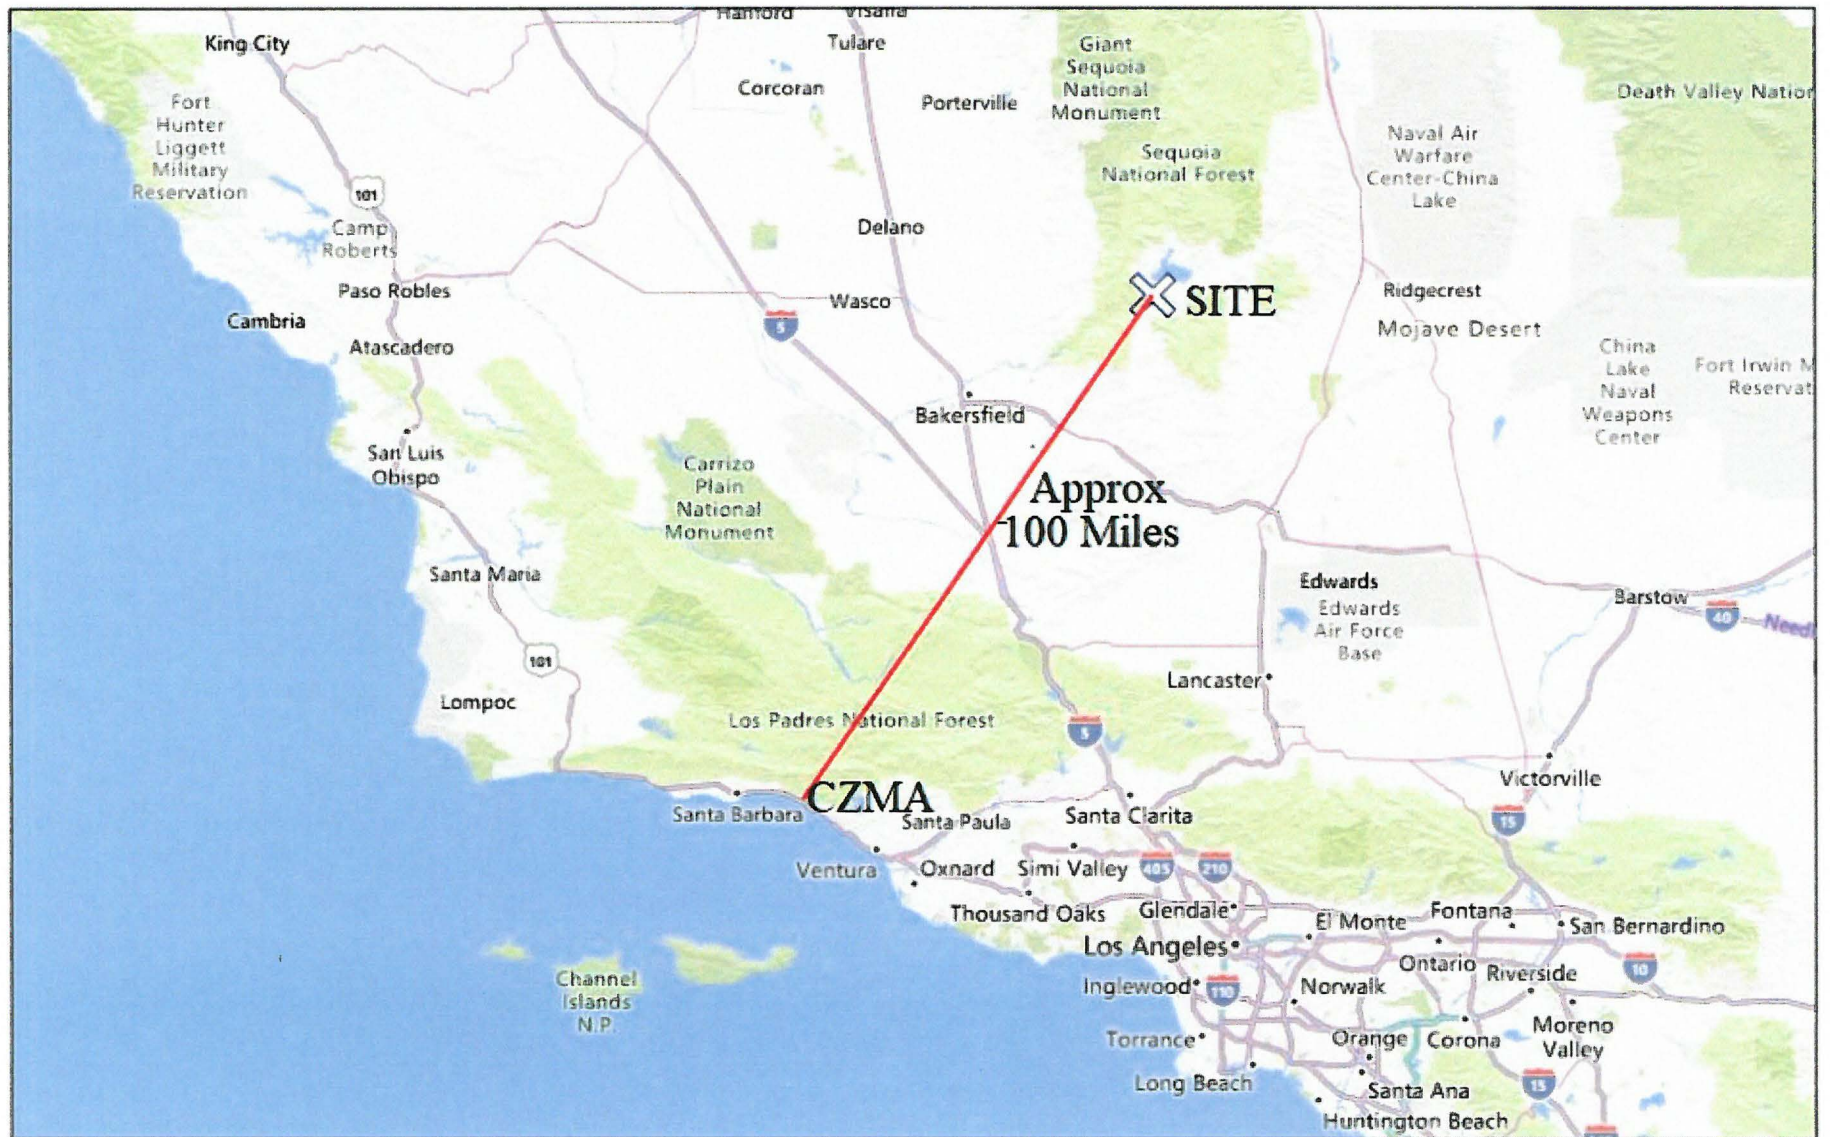 Hanford
Visalia
King City
Tulare
Giant
Sequoia
National
Monument
Corcoran
Porterville
Death Valley Nation
Fort
Hunter
Liggett
Military
Reservation
Naval Air
Warfare
Center-China
Lake
Sequoia
National Forest
101
Camp
Roberts
Delano
Paso Robles
Wasco
SITE
Ridgecrest
Cambria
5
Mojave Desert
Atascadero
China
Lake
Naval
Weapons
Center
Fort Irwin M
Reservat
Bakersfield
San Luis
Obispo
Carrizo
Plain
National
Monument
Approx
100 Miles
Santa Maria
Edwards
Edwards
Air Force
Base
Barstow
40
Needl
101
Lancaster
Lompoc
Los Padres National Forest
5
Victorville
CZMA
Santa Barbara
Santa Paula
Santa Clarita
15
Ventura
Oxnard
Simi Valley
405
210
Thousand Oaks
Glendale
El Monte
Fontana
San Bernardino
Los Angeles
Ontario
Riverside
10
Channel
Islands
N.P.
Inglewood
110
Norwalk
Torrance
Orange
Corona
Moreno
Valley
Long Beach
Santa Ana
15
Huntington Beach